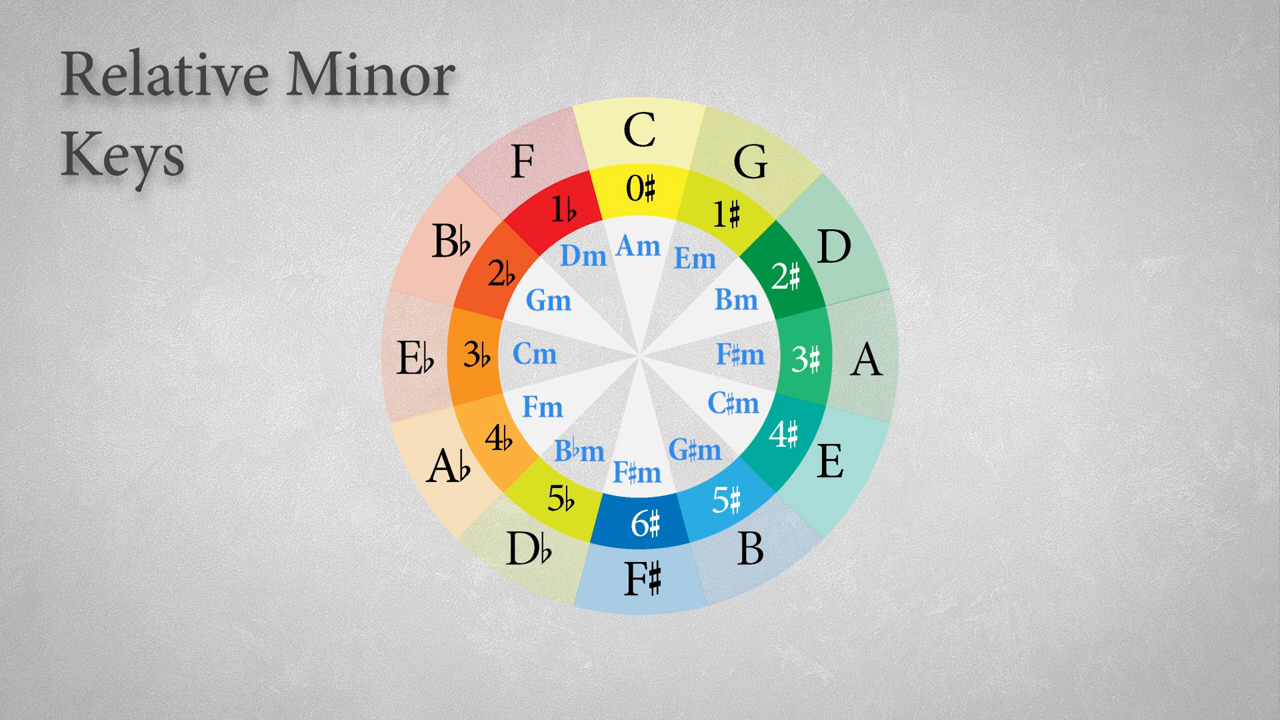 Relative Minor
Keys
C
G
D
A
E
B
F♯
D♭
A♭
E♭
B♭
F
0♯
1♯
2♯
3♯
4♯
5♯
6♯
5♭
4♭
3♭
2♭
1♭
Am
Em
Bm
F♯m
C♯m
G♯m
F♯m
B♭m
Fm
Cm
Gm
Dm